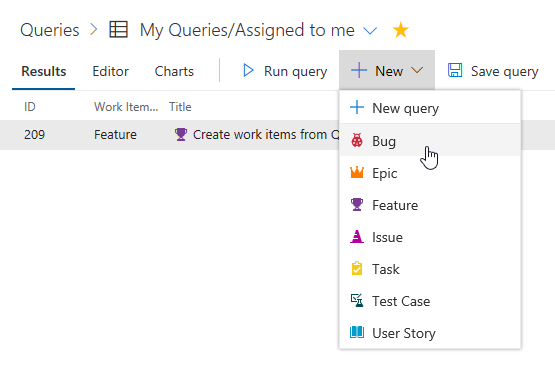 Queries > My Queries/Assigned to me
Results Editor Charts Run query New Save query
ID Work Item... Title
209 Feature Create work items from Q
New query
Bug
Epic
Feature
Issue
Task
Test Case
User Story